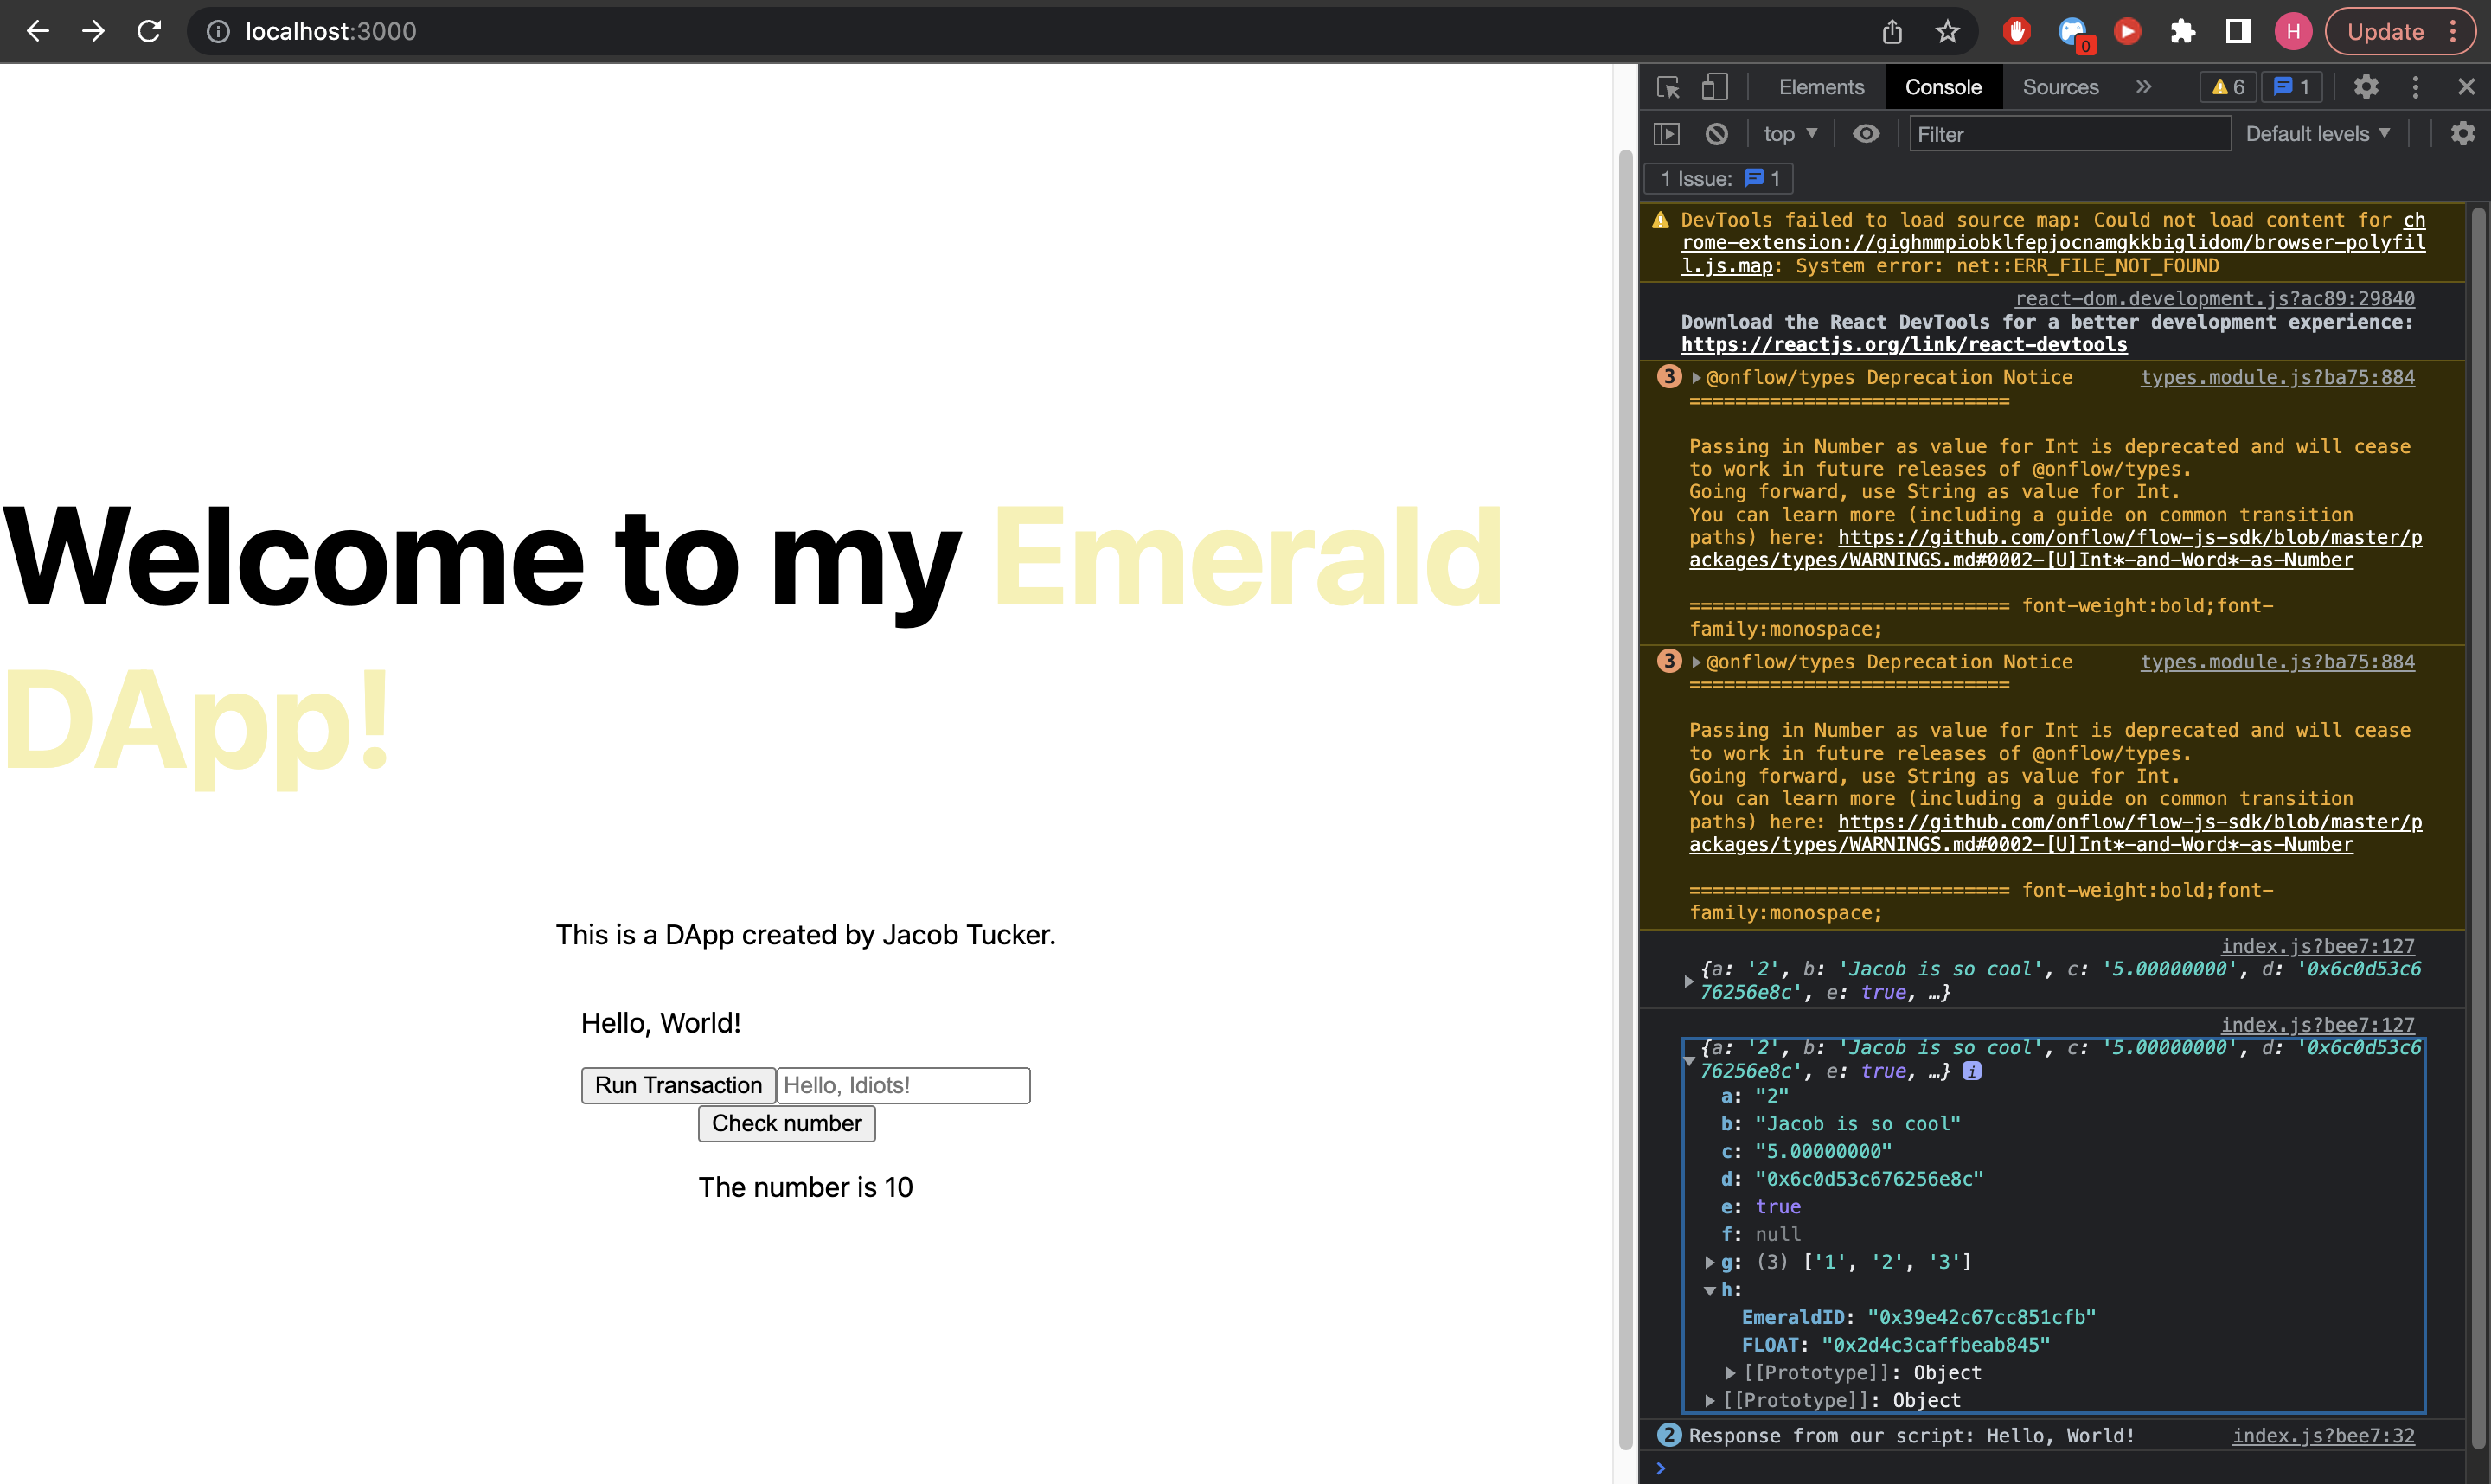 localhost:3000
0
H
Update
Welcome to my Emerald
DApp!
This is a DApp created by Jacob Tucker.
Hello, World!
Run Transaction
Hello, Idiots!
Check number
The number is 10
Elements
Console
Sources
6
1
top
Filter
Default levels
1 Issue: 1
DevTools failed to load source map: Could not load content for ch
rome-extension://gighmmpiobklfepjocnamgkkbiglidom/browser-polyfil
l.js.map: System error: net::ERR_FILE_NOT_FOUND
react-dom.development.js?ac89:29840
Download the React DevTools for a better development experience:
https://reactjs.org/link/react-devtools
3 @onflow/types Deprecation Notice types.module.js?ba75:884
============================
Passing in Number as value for Int is deprecated and will cease
to work in future releases of @onflow/types.
Going forward, use String as value for Int.
You can learn more (including a guide on common transition
paths) here: https://github.com/onflow/flow-js-sdk/blob/master/p
ackages/types/WARNINGS.md#0002-[U]Int*-and-Word*-as-Number
============================ font-weight:bold;font-
family:monospace;
3 @onflow/types Deprecation Notice types.module.js?ba75:884
============================
Passing in Number as value for Int is deprecated and will cease
to work in future releases of @onflow/types.
Going forward, use String as value for Int.
You can learn more (including a guide on common transition
paths) here: https://github.com/onflow/flow-js-sdk/blob/master/p
ackages/types/WARNINGS.md#0002-[U]Int*-and-Word*-as-Number
============================ font-weight:bold;font-
family:monospace;
index.js?bee7:127
{a: '2', b: 'Jacob is so cool', c: '5.00000000', d: '0x6c0d53c6
76256e8c', e: true, …}
index.js?bee7:127
{a: '2', b: 'Jacob is so cool', c: '5.00000000', d: '0x6c0d53c6
76256e8c', e: true, …} i
a: "2"
b: "Jacob is so cool"
c: "5.00000000"
d: "0x6c0d53c676256e8c"
e: true
f: null
g: (3) ['1', '2', '3']
h:
EmeraldID: "0x39e42c67cc851cfb"
FLOAT: "0x2d4c3caffbeab845"
[[Prototype]]: Object
[[Prototype]]: Object
2 Response from our script: Hello, World! index.js?bee7:32